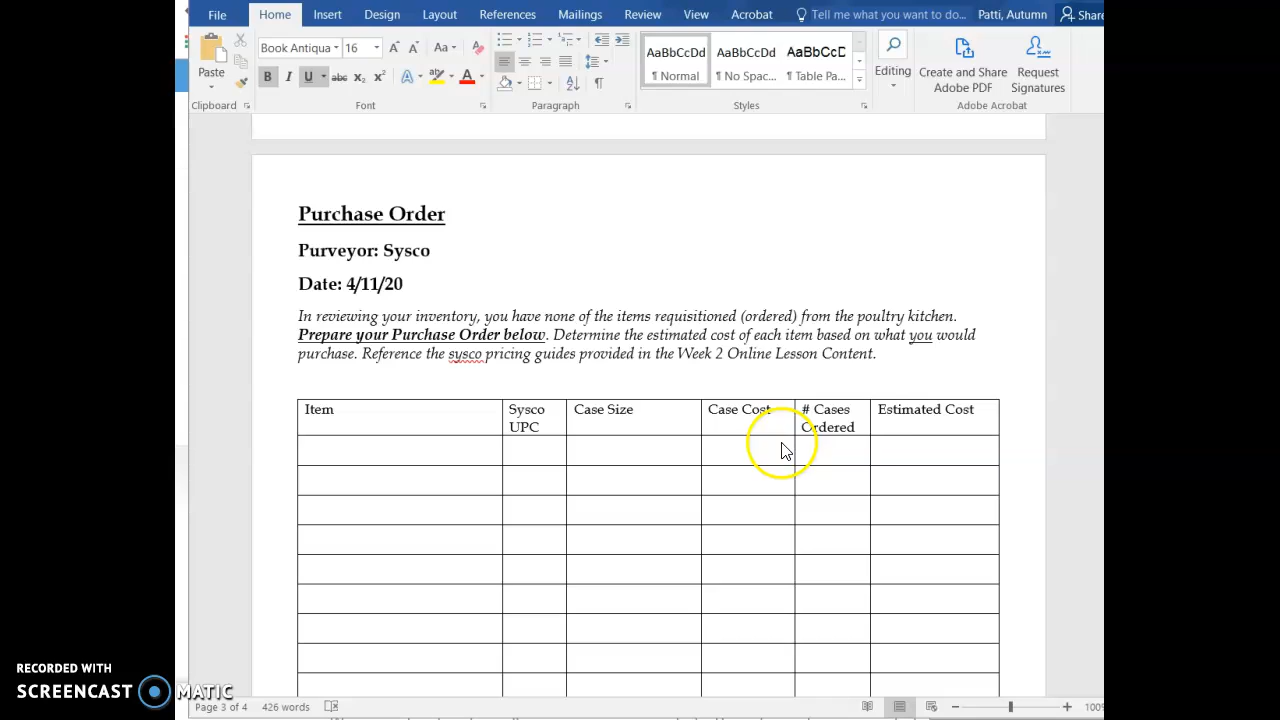 File Home Insert Design Layout References Mailings Review View Acrobat Tell me what you want to do... Patti, Autumn Share
Book Antiqua 16 Aa
Paste
B I U abc x₂ x² A A
AaBbCcDd AaBbCcDd AaBbCcD
¶ Normal ¶ No Spac... ¶ Table Pa...
Editing
Create and Share Adobe PDF
Request Signatures
Clipboard Font Paragraph Styles Adobe Acrobat
Purchase Order
Purveyor: Sysco
Date: 4/11/20
In reviewing your inventory, you have none of the items requisitioned (ordered) from the poultry kitchen.
Prepare your Purchase Order below. Determine the estimated cost of each item based on what you would
purchase. Reference the sysco pricing guides provided in the Week 2 Online Lesson Content.
Item Sysco UPC Case Size Case Cost # Cases Ordered Estimated Cost
RECORDED WITH
SCREENCAST MATIC
Page 3 of 4 426 words 100%